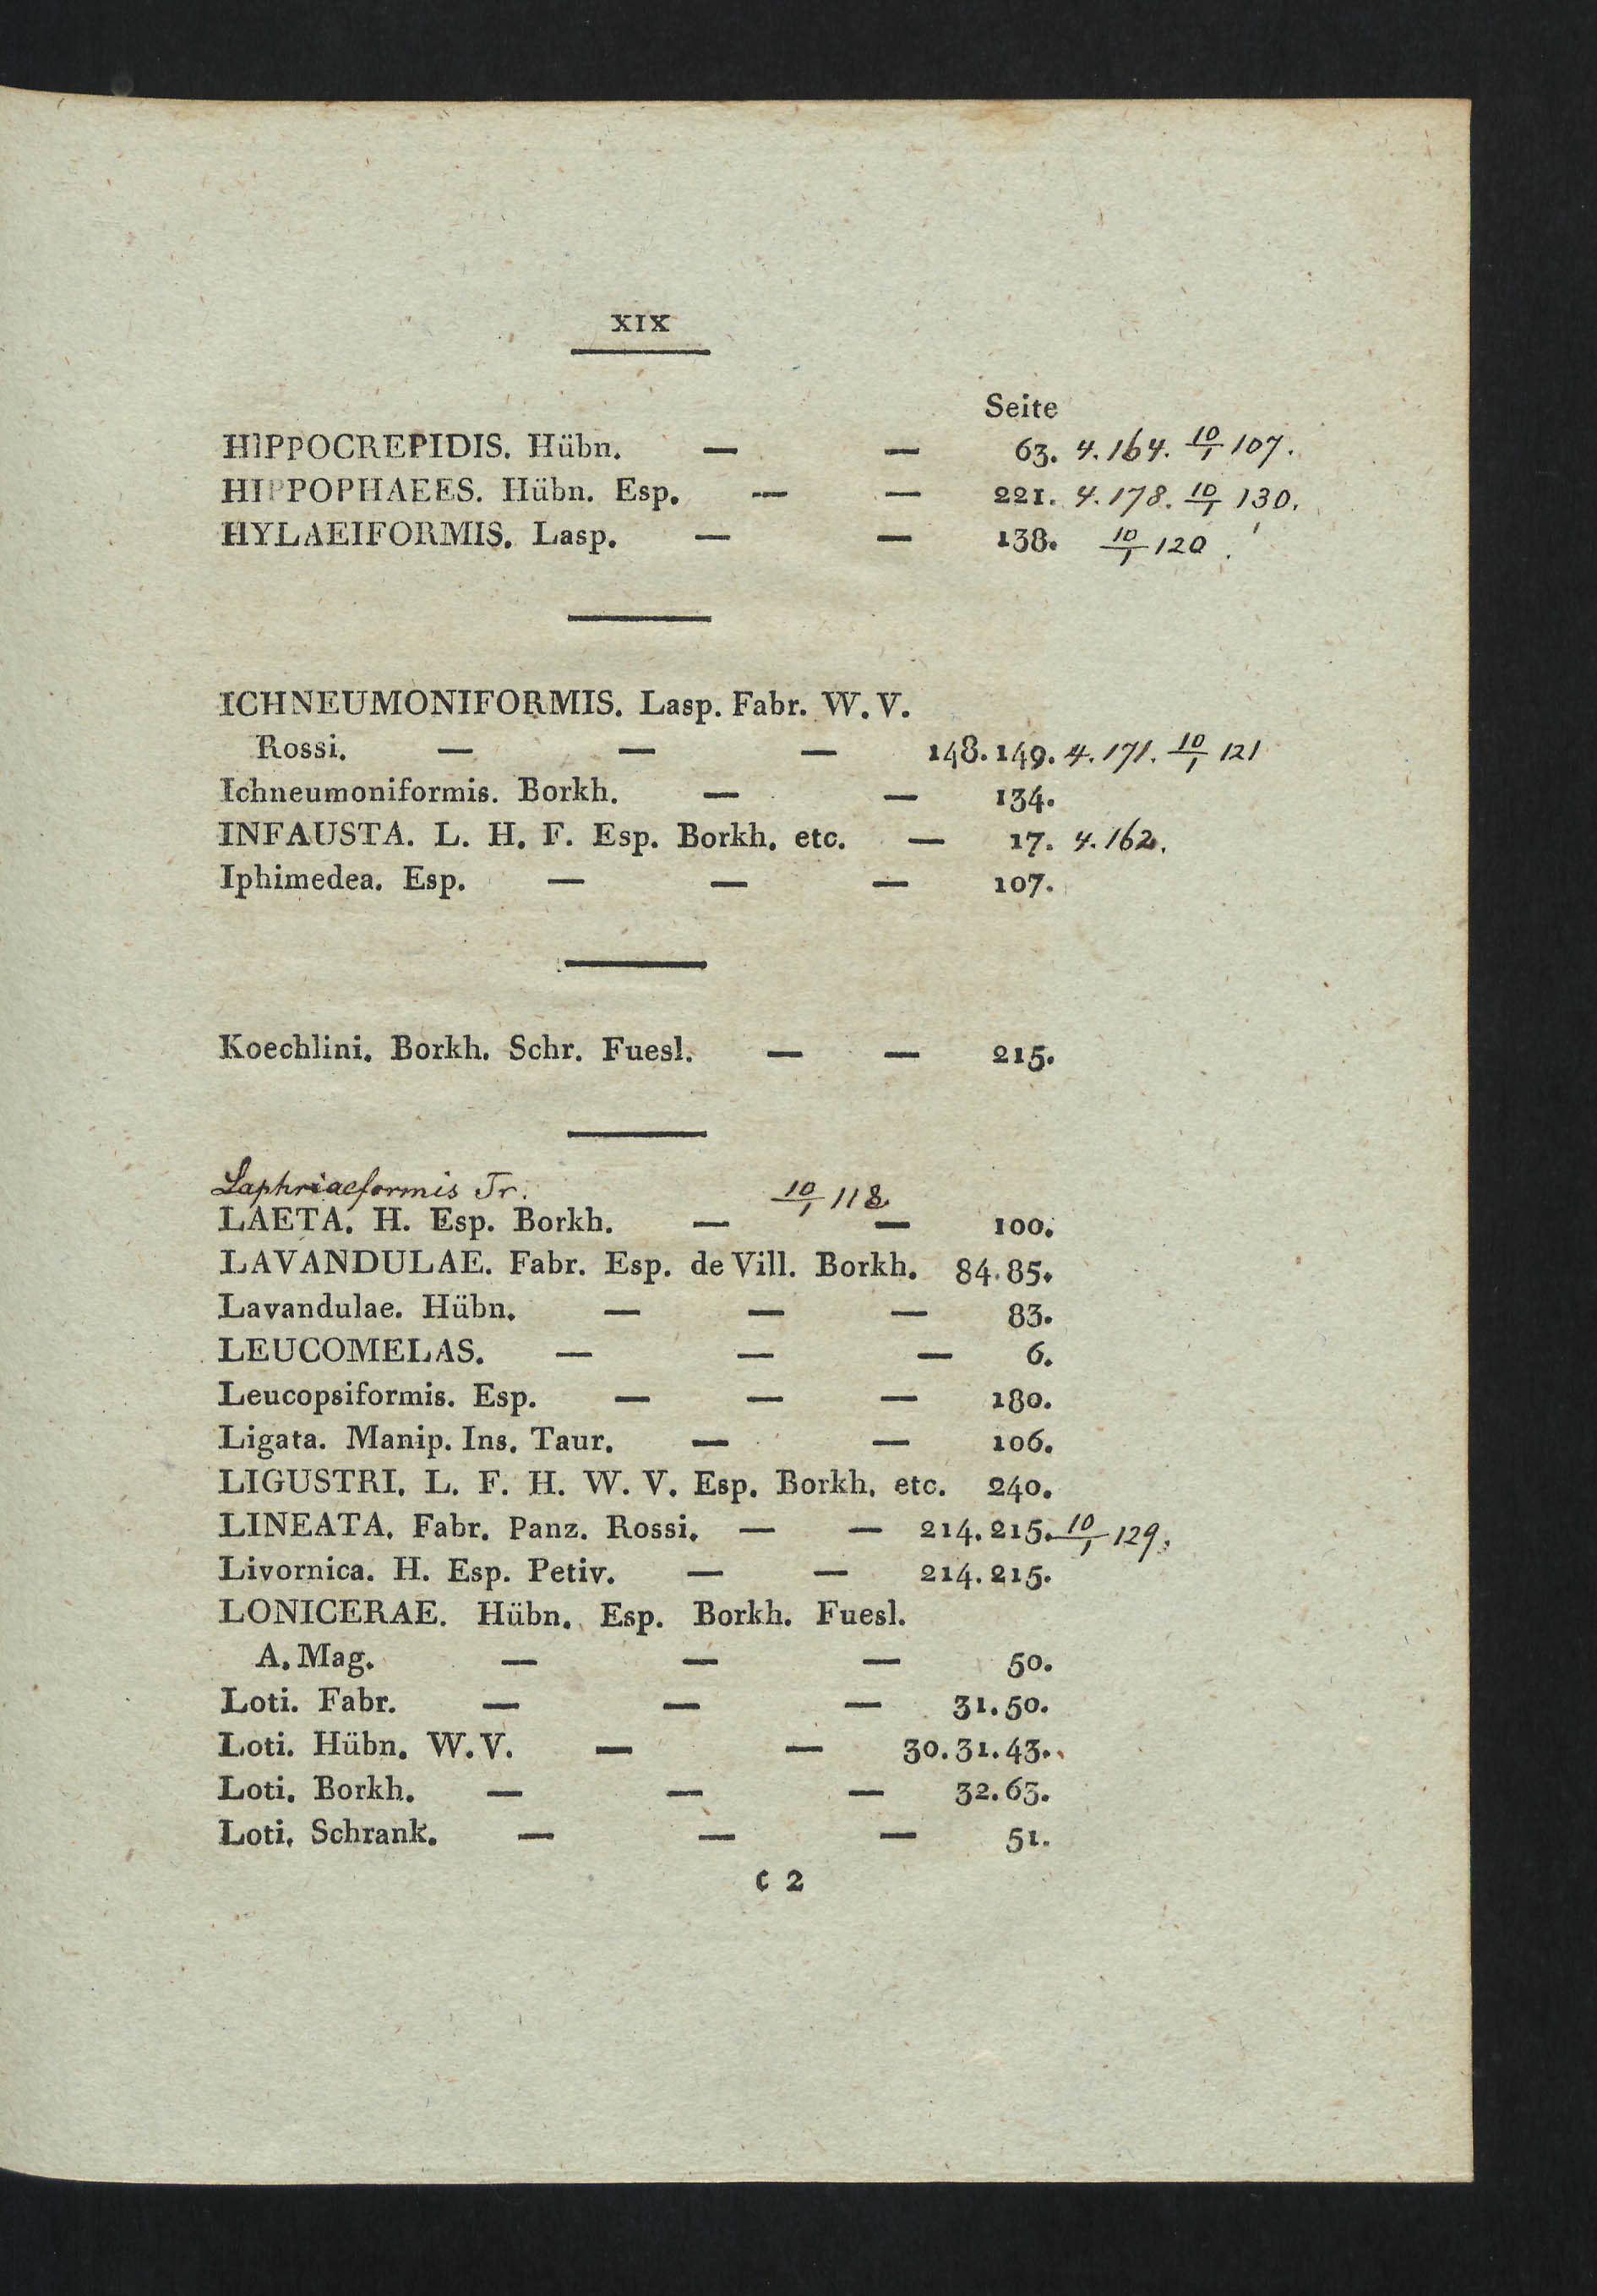 XIX
Seite
HIPPOCREPIDIS. Hübn. — — 63. 4.164. 10/1 107.
HIPPOPHAEES. Hübn. Esp. — — 221. 4.178. 10/1 130.
HYLAEIFORMIS. Lasp. — — 138. 10/1 120.
ICHNEUMONIFORMIS. Lasp. Fabr. W. V.
Rossi. — — — 148. 149. 4.171. 10/1 121
Ichneumoniformis. Borkh. — — 134.
INFAUSTA. L. H. F. Esp. Borkh. etc. — 17. 4.162.
Iphimedea. Esp. — — — 107.
Koechlini. Borkh. Schr. Fuesl. — — 215.
Laphriaeformis Tr. 10/1 118
LAETA. H. Esp. Borkh. — — 100.
LAVANDULAE. Fabr. Esp. de Vill. Borkh. 84. 85.
Lavandulae. Hübn. — — — 83.
LEUCOMELAS. — — — 6.
Leucopsiformis. Esp. — — — 180.
Ligata. Manip. Ins. Taur. — — 106.
LIGUSTRI. L. F. H. W. V. Esp. Borkh. etc. 240.
LINEATA. Fabr. Panz. Rossi. — — 214. 215. 10/1 129.
Livornica. H. Esp. Petiv. — — 214. 215.
LONICERAE. Hübn. Esp. Borkh. Fuesl.
A. Mag. — — — 50.
Loti. Fabr. — — — 31. 50.
Loti. Hübn. W. V. — — 30. 31. 43.
Loti. Borkh. — — — 32. 63.
Loti. Schrank. — — — 51.
C 2